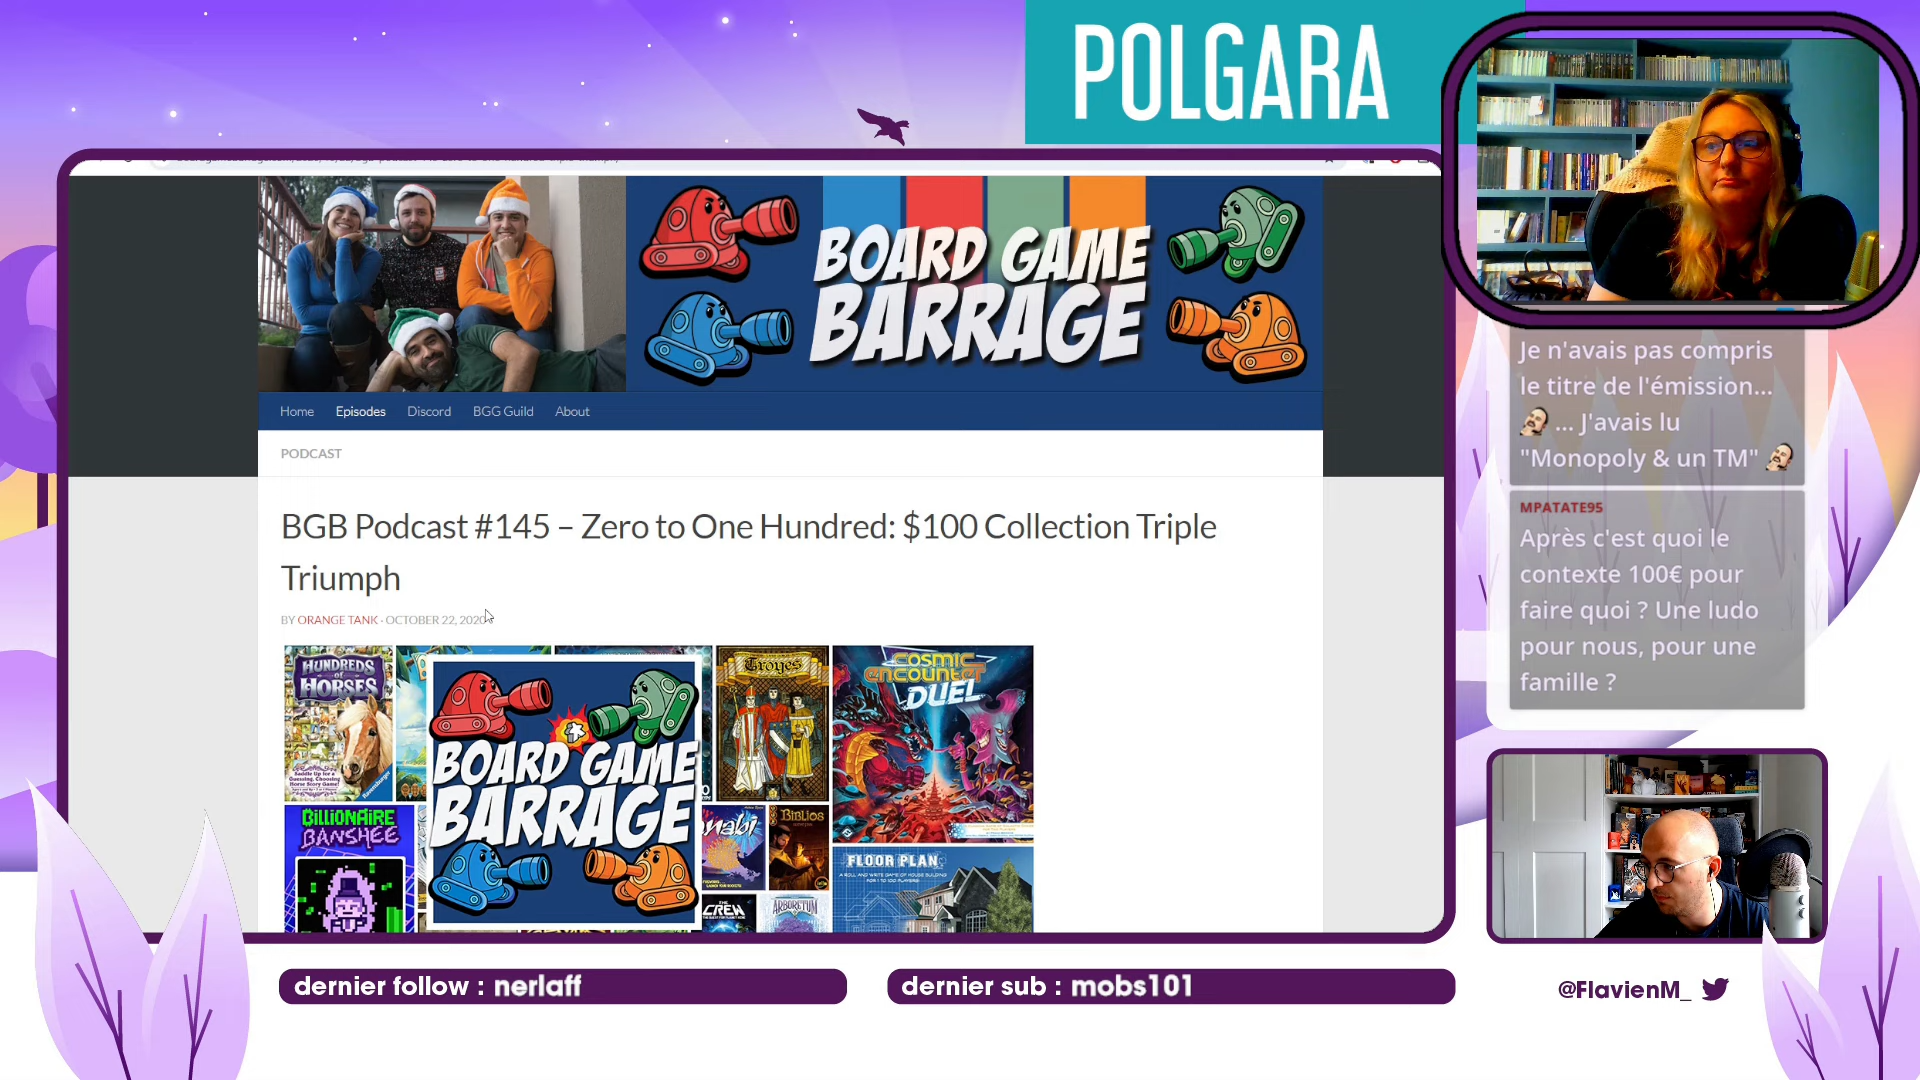 POLGARA
BOARD GAME
BARRAGE
Home Episodes Discord BGG Guild About
PODCAST
BGB Podcast #145 – Zero to One Hundred: $100 Collection Triple
Triumph
BY ORANGE TANK · OCTOBER 22, 2020
HUNDREDS
of
HORSES
Troyes
COSMIC
encounter
DUEL
BOARD GAME
BARRAGE
BILLIONAIRE
BANSHEE
BIBLIOS
FLOOR PLAN
THE
CREW
ARBORETUM
Je n'avais pas compris
le titre de l'émission...
... J'avais lu
"Monopoly & un TM"
MPATATE95
Après c'est quoi le
contexte 100€ pour
faire quoi ? Une ludo
pour nous, pour une
famille ?
dernier follow : nerlaff
dernier sub : mobs101
@FlavienM_